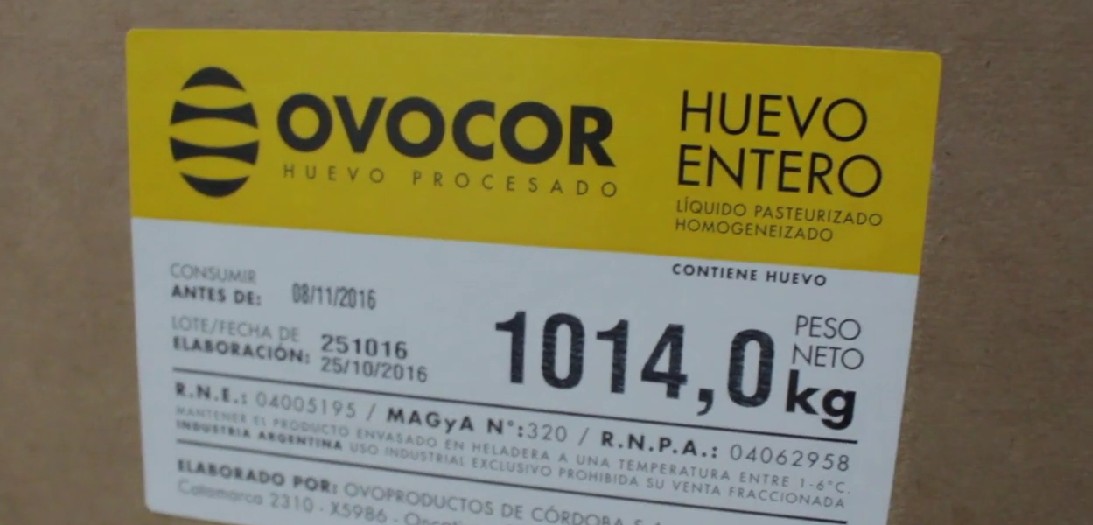 OVOCOR
HUEVO PROCESADO
HUEVO
ENTERO
LÍQUIDO PASTEURIZADO
HOMOGENEIZADO
CONTIENE HUEVO
CONSUMIR
ANTES DE: 08/11/2016
LOTE/FECHA DE 251016
ELABORACIÓN: 25/10/2016
1014,0 kg
PESO
NETO
R.N.E.: 04005195 / MAGyA N°:320 / R.N.P.A.: 04062958
MANTENER EL PRODUCTO ENVASADO EN HELADERA A UNA TEMPERATURA ENTRE 1-6°C.
INDUSTRIA ARGENTINA USO INDUSTRIAL EXCLUSIVO PROHIBIDA SU VENTA FRACCIONADA
ELABORADO POR: OVOPRODUCTOS DE CÓRDOBA S.
Catamarca 2310 - X5986 -